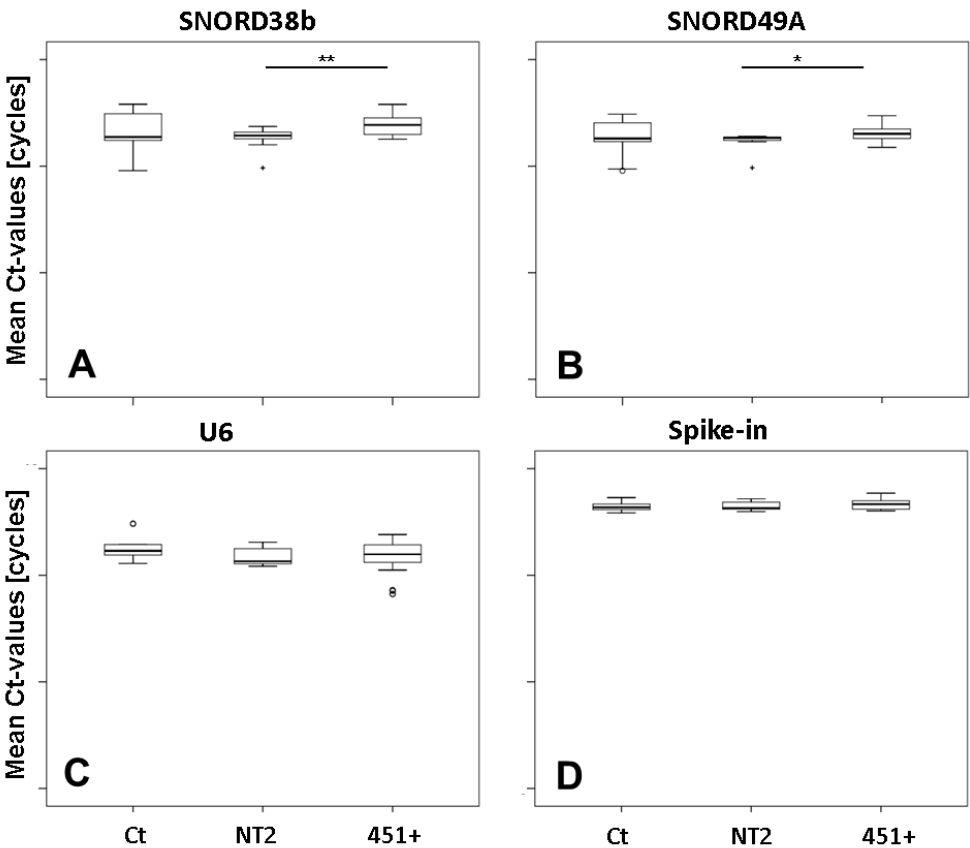 SNORD38b
SNORD49A
**
*
Mean Ct-values [cycles]
A
B
U6
Spike-in
Mean Ct-values [cycles]
C
D
Ct NT2 451+
Ct NT2 451+